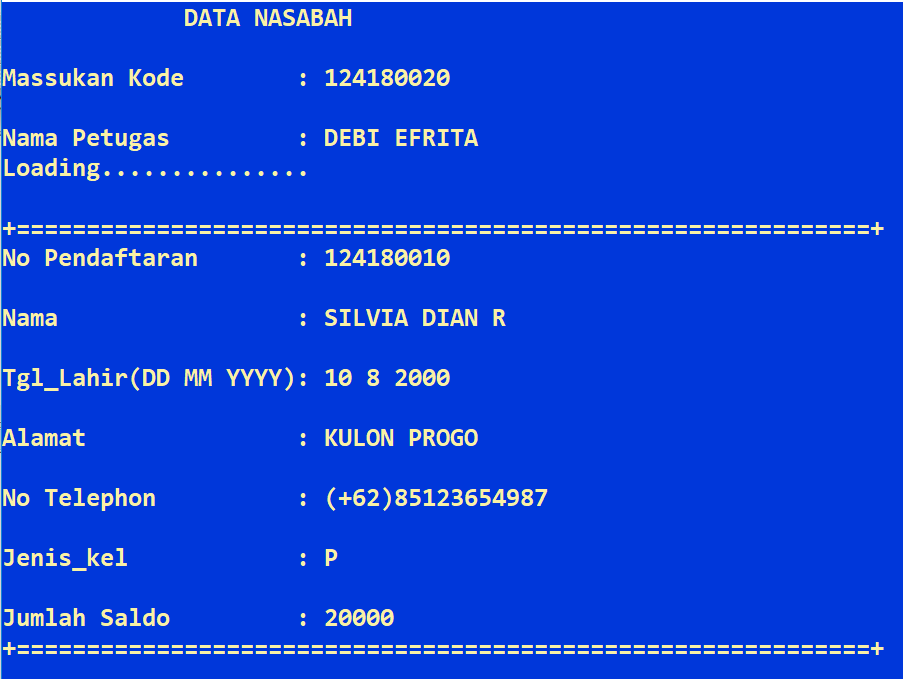 DATA NASABAH
Massukan Kode : 124180020
Nama Petugas : DEBI EFRITA
Loading...............
+=============================================================+
No Pendaftaran : 124180010
Nama : SILVIA DIAN R
Tgl_Lahir(DD MM YYYY): 10 8 2000
Alamat : KULON PROGO
No Telephon : (+62)85123654987
Jenis_kel : P
Jumlah Saldo : 20000
+=============================================================+